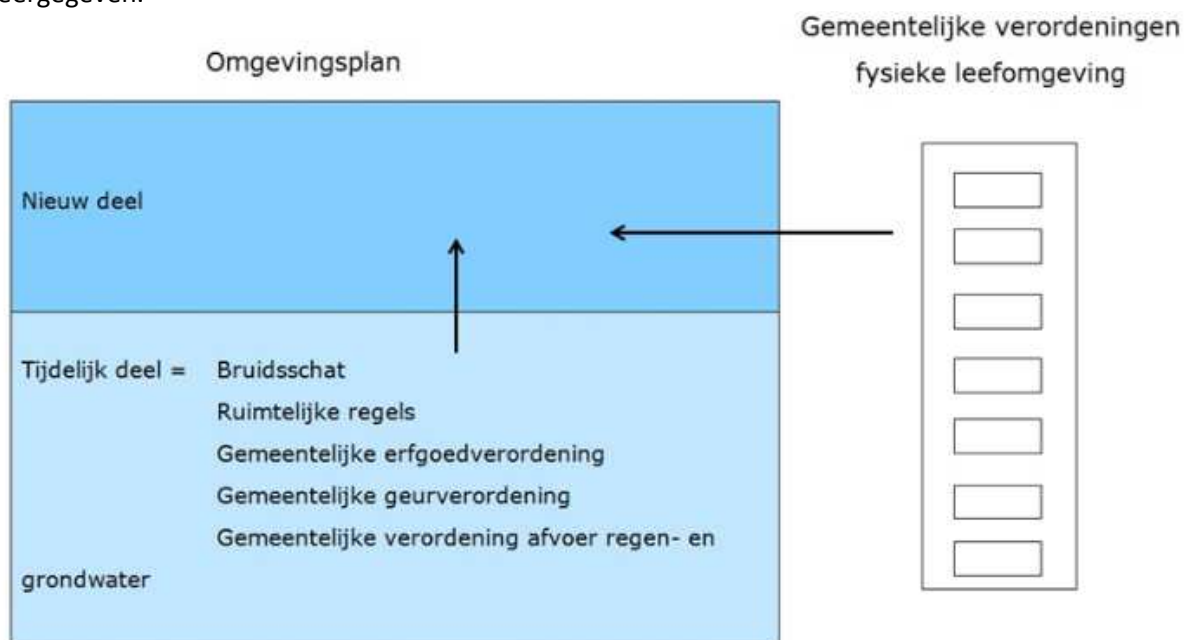 eergegeven.
Gemeentelijke verordeningen
fysieke leefomgeving
Omgevingsplan
Nieuw deel
Tijdelijk deel = Bruidsschat
Ruimtelijke regels
Gemeentelijke erfgoedverordening
Gemeentelijke geurverordening
Gemeentelijke verordening afvoer regen- en
grondwater